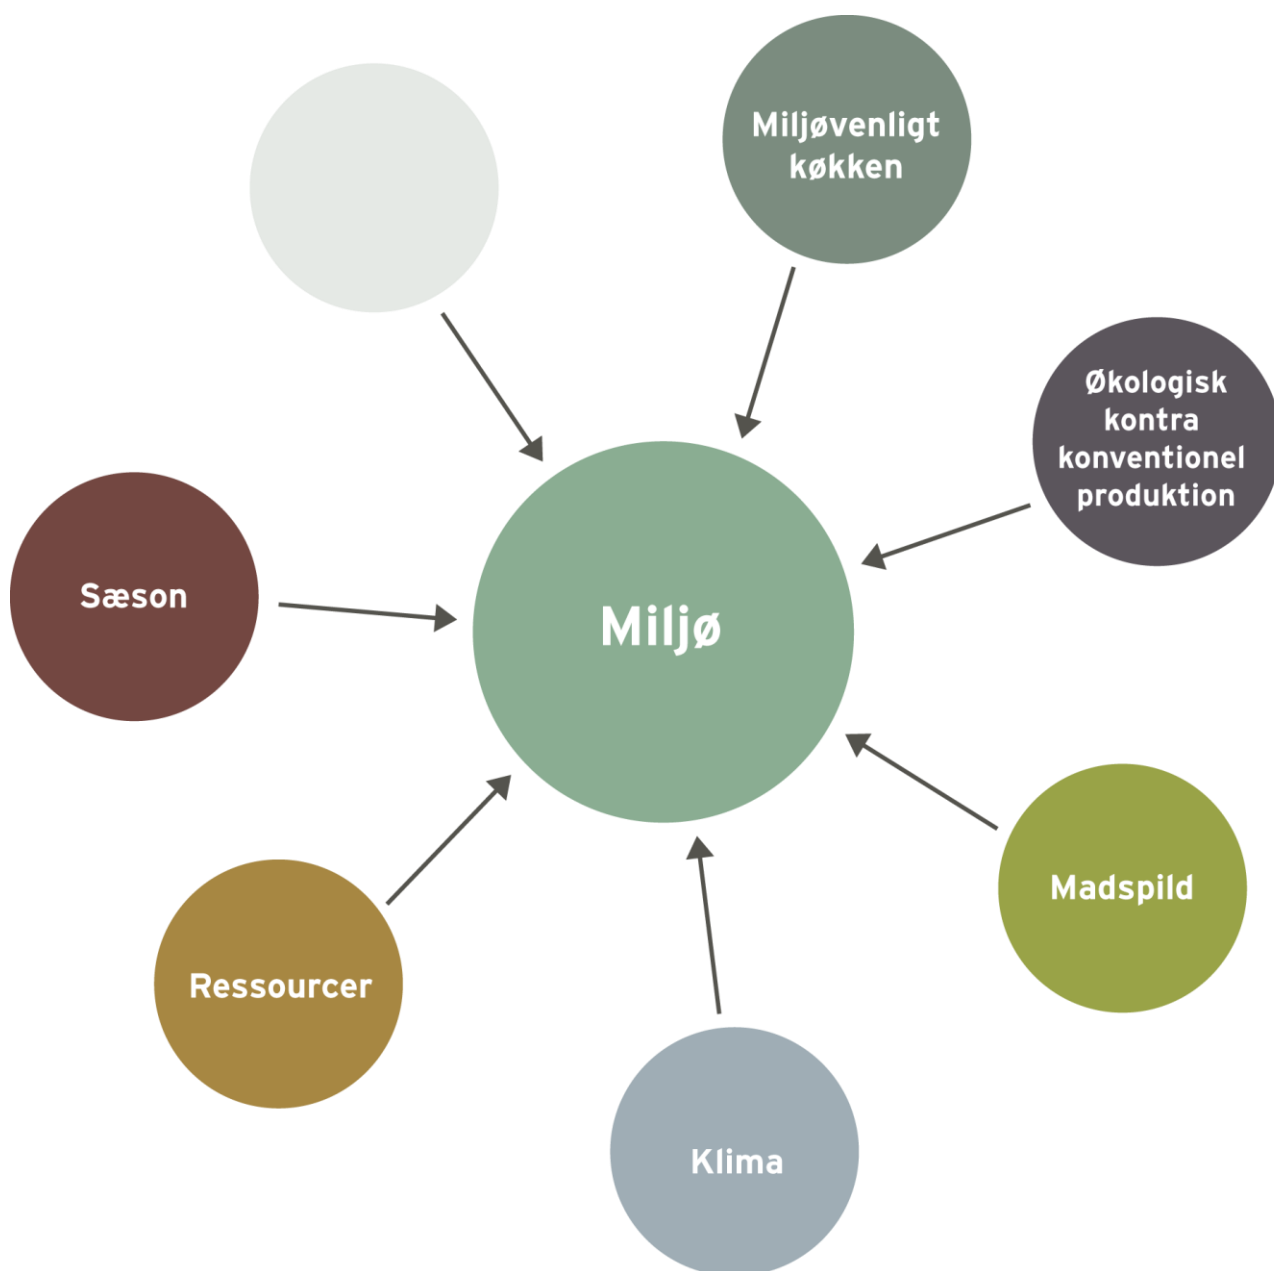 Miljøvenligt
køkken
Økologisk
kontra
konventionel
produktion
Sæson
Miljø
Madspild
Ressourcer
Klima